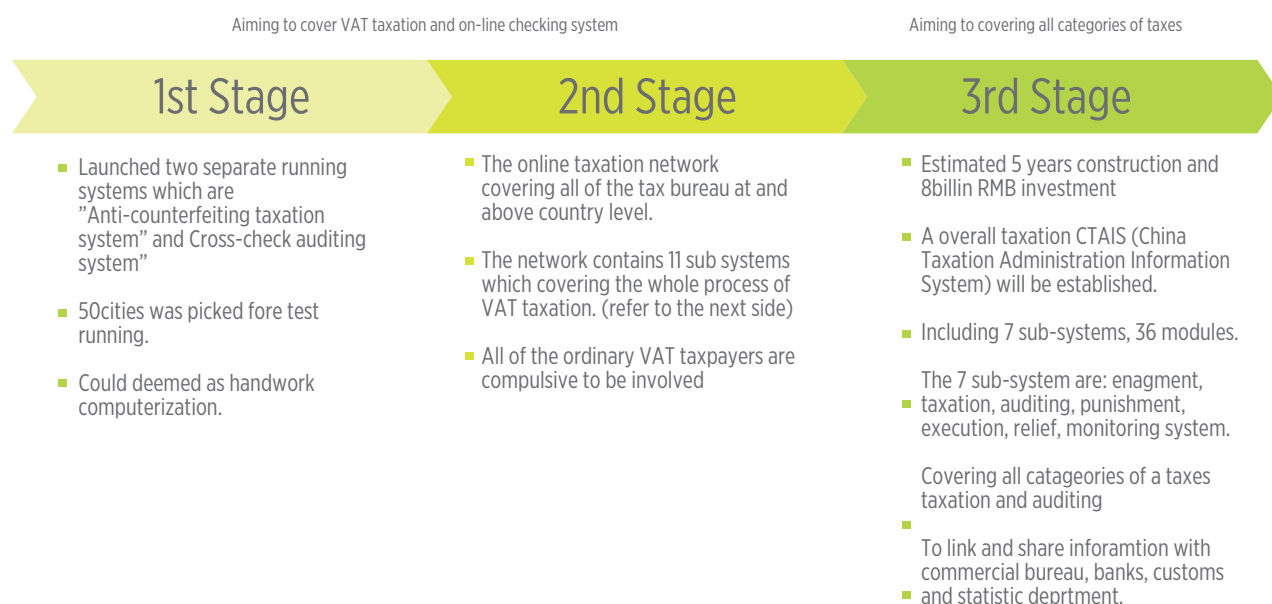 Aiming to cover VAT taxation and on-line checking system
Aiming to covering all categories of taxes
1st Stage
2nd Stage
3rd Stage
Launched two separate running
systems which are
”Anti-counterfeiting taxation
system” and Cross-check auditing
system”
50cities was picked fore test
running.
Could deemed as handwork
computerization.
The online taxation network
covering all of the tax bureau at and
above country level.
The network contains 11 sub systems
which covering the whole process of
VAT taxation. (refer to the next side)
All of the ordinary VAT taxpayers are
compulsive to be involved
Estimated 5 years construction and
8billin RMB investment
A overall taxation CTAIS (China
Taxation Administration Information
System) will be established.
Including 7 sub-systems, 36 modules.
The 7 sub-system are: enagment,
taxation, auditing, punishment,
execution, relief, monitoring system.
Covering all catageories of a taxes
taxation and auditing
To link and share inforamtion with
commercial bureau, banks, customs
and statistic deprtment.